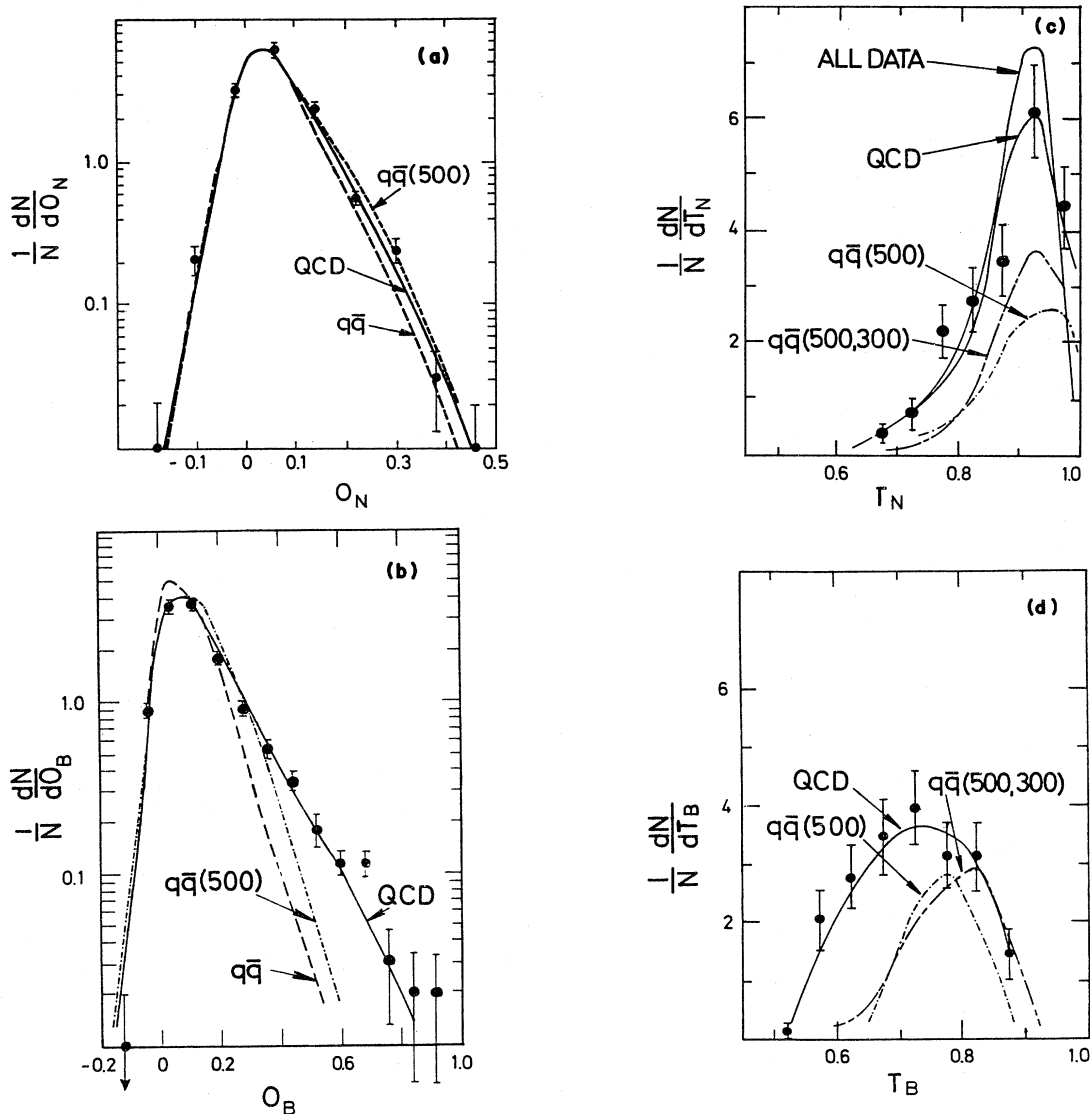 (a)
1.0
0.1
1/N dN/dO_N
qq̄(500)
QCD
qq̄
-0.1 0 0.1 0.3 0.5
O_N
(b)
1.0
0.1
1/N dN/dO_B
qq̄(500)
QCD
qq̄
-0.2 0 0.2 0.6 1.0
O_B
(c)
ALL DATA
QCD
qq̄(500)
qq̄(500,300)
6
4
2
1/N dN/dT_N
0.6 0.8 1.0
T_N
(d)
6
4
2
1/N dN/dT_B
QCD
qq̄(500,300)
qq̄(500)
0.6 0.8 1.0
T_B